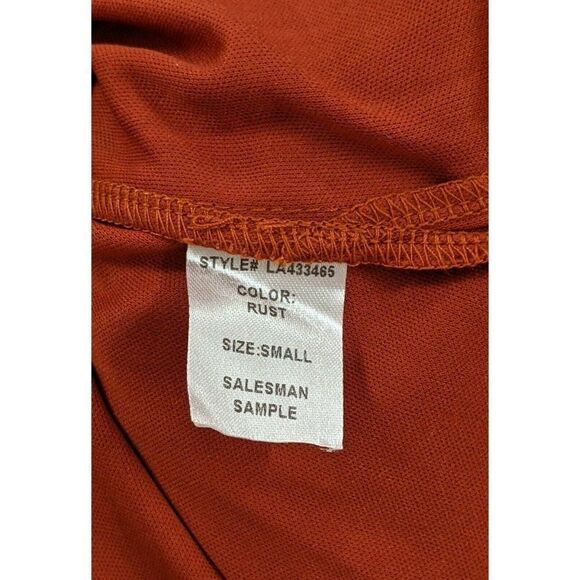 STYLE# LA433465
COLOR:
RUST
SIZE:SMALL
SALESMAN
SAMPLE